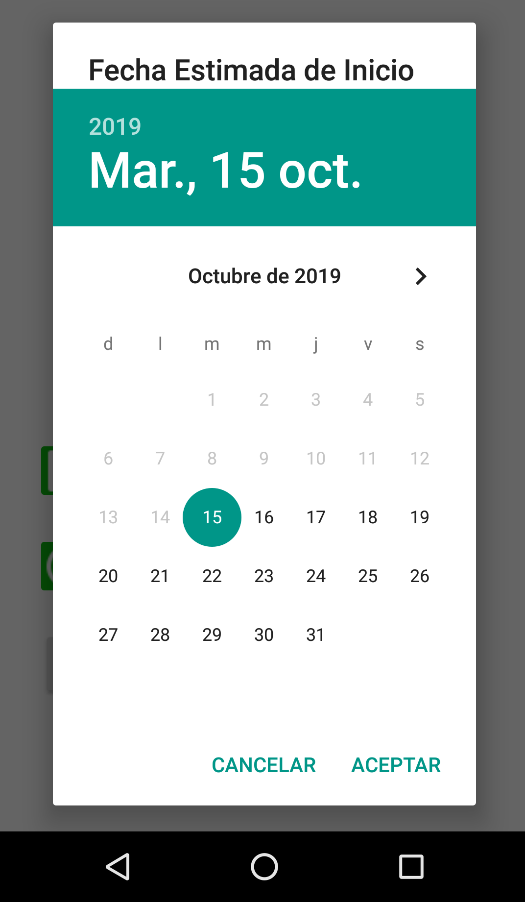 Fecha Estimada de Inicio
2019
Mar., 15 oct.
Octubre de 2019
d l m m j v s
1 2 3 4 5
6 7 8 9 10 11 12
13 14 15 16 17 18 19
20 21 22 23 24 25 26
27 28 29 30 31
CANCELAR ACEPTAR